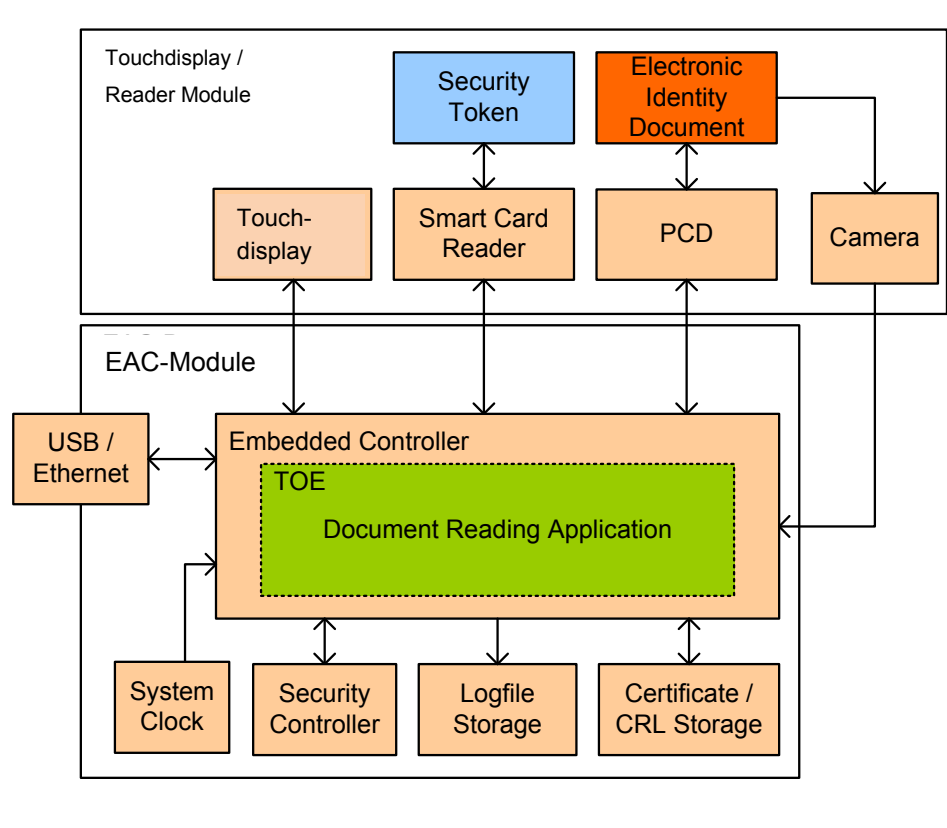 Touchdisplay /
Reader Module
Security
Token
Electronic
Identity
Document
Touch-
display
Smart Card
Reader
PCD
Camera
EAC-Module
USB /
Ethernet
Embedded Controller
TOE
Document Reading Application
System
Clock
Security
Controller
Logfile
Storage
Certificate /
CRL Storage